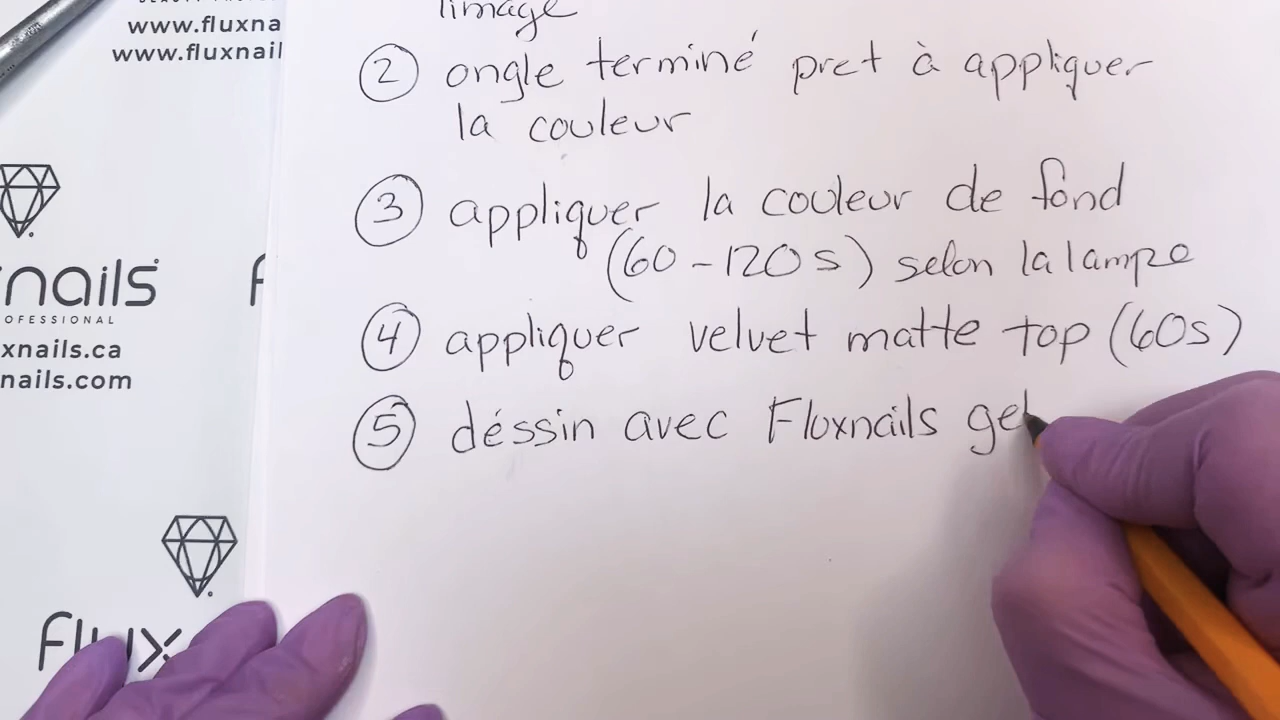 www.fluxna
www.fluxnail
nails
OFESSIONAL
xnails.ca
nails.com
F
Flux
limage
2 ongle terminé pret à appliquer
la couleur
3 appliquer la couleur de fond
(60-120s) selon la lampe
4 appliquer velvet matte top (60s)
5 déssin avec Fluxnails gel